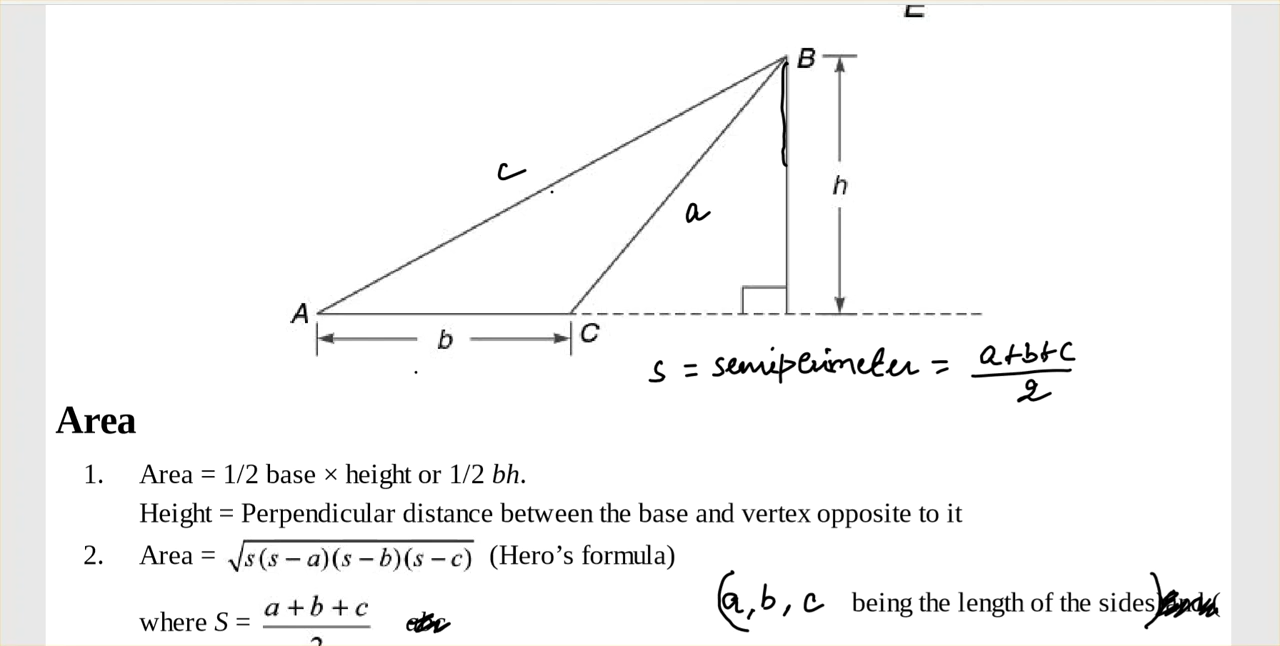 B
c
h
a
A
b
C
s = semiperimeter = a+b+c / 2
Area
1. Area = 1/2 base × height or 1/2 bh.
Height = Perpendicular distance between the base and vertex opposite to it
2. Area = √s(s – a)(s – b)(s – c) (Hero’s formula)
(a, b, c being the length of the sides)
where S = a + b + c